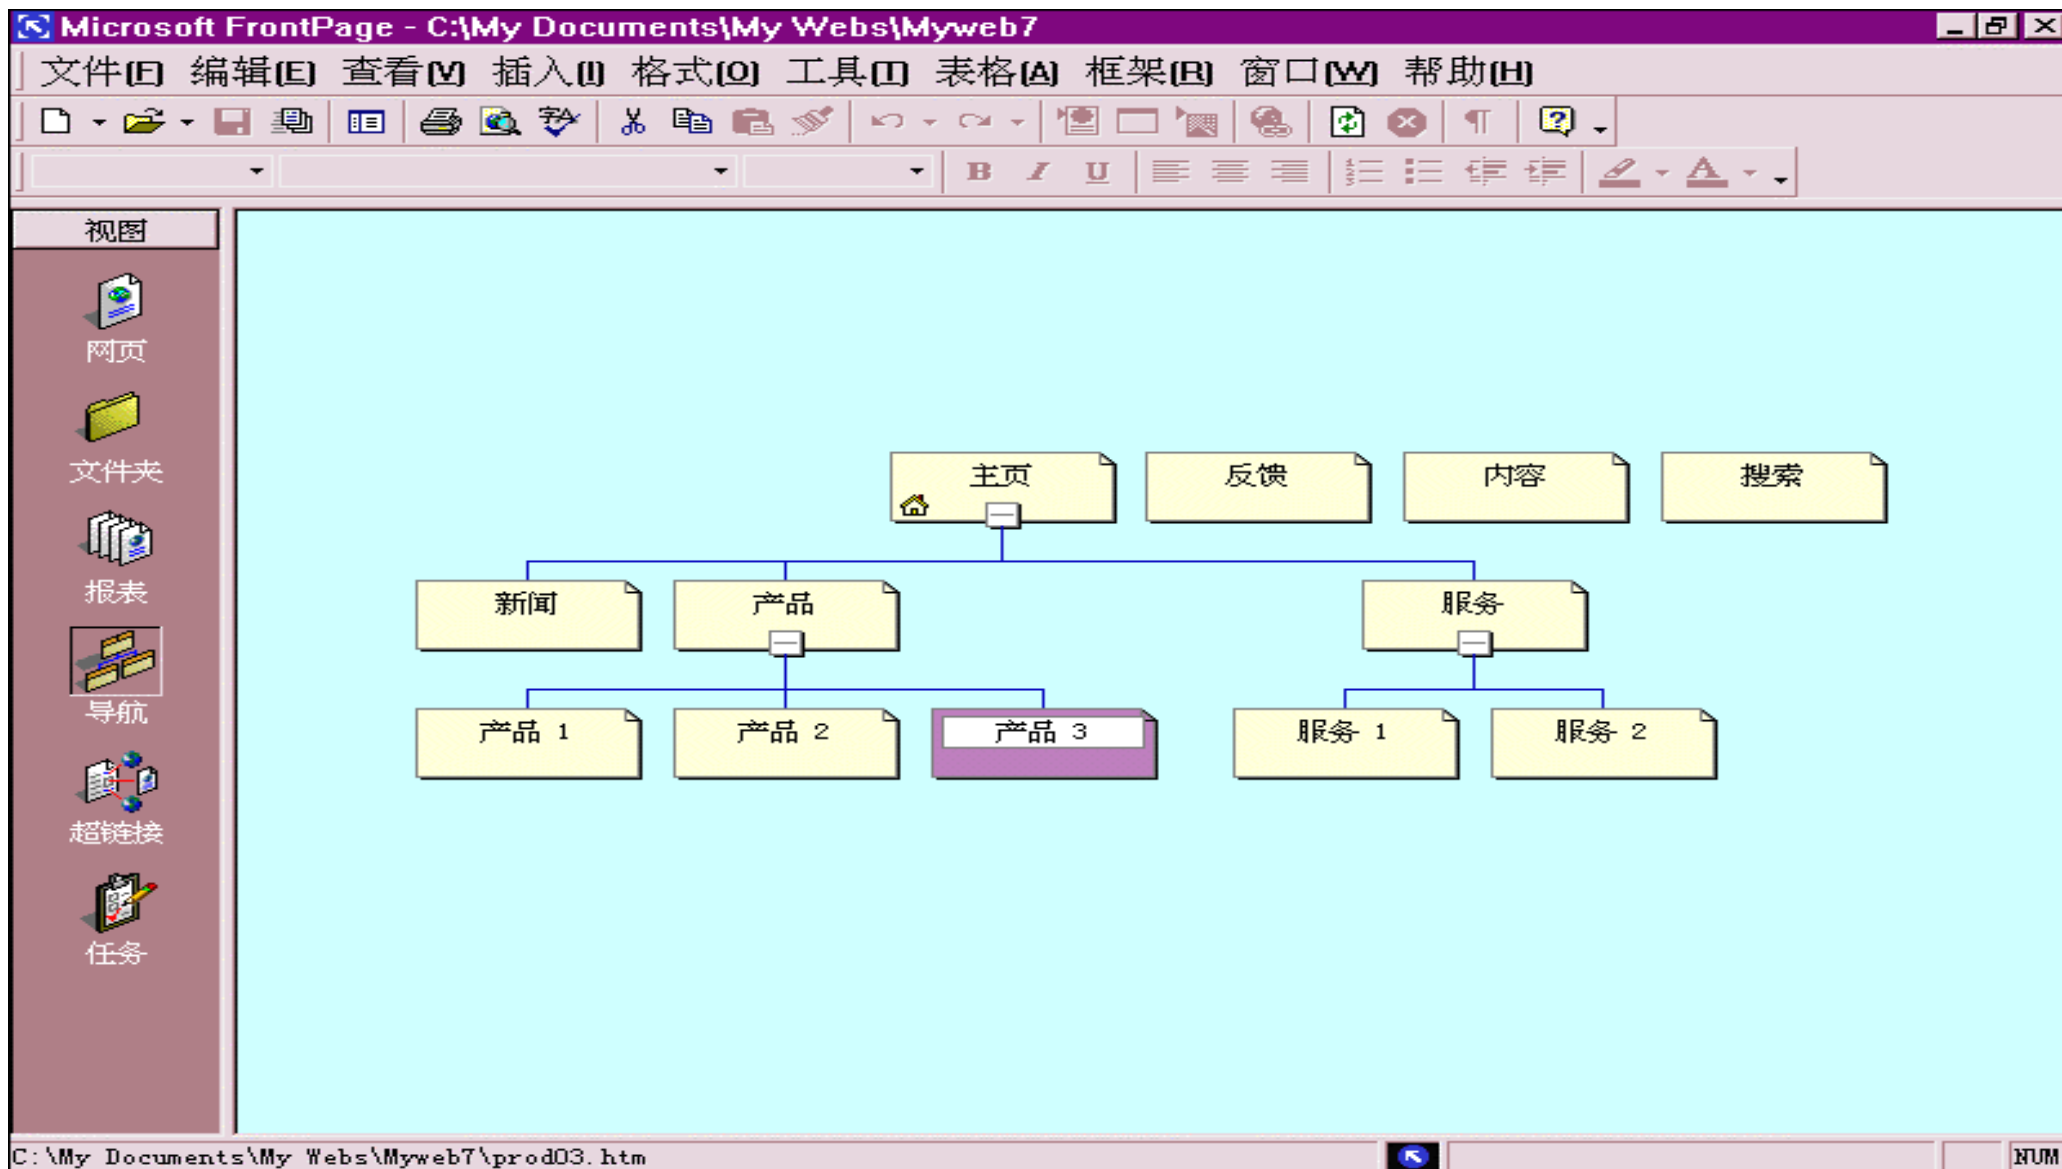 Microsoft FrontPage - C:\My Documents\My Webs\Myweb7
文件(F) 编辑(E) 查看(V) 插入(I) 格式(O) 工具(T) 表格(A) 框架(R) 窗口(W) 帮助(H)
B I U A
视图
网页
文件夹
报表
导航
超链接
任务
主页 反馈 内容 搜索
新闻 产品 服务
产品 1 产品 2 产品 3 服务 1 服务 2
C:\My Documents\My Webs\Myweb7\prod03.htm NUM